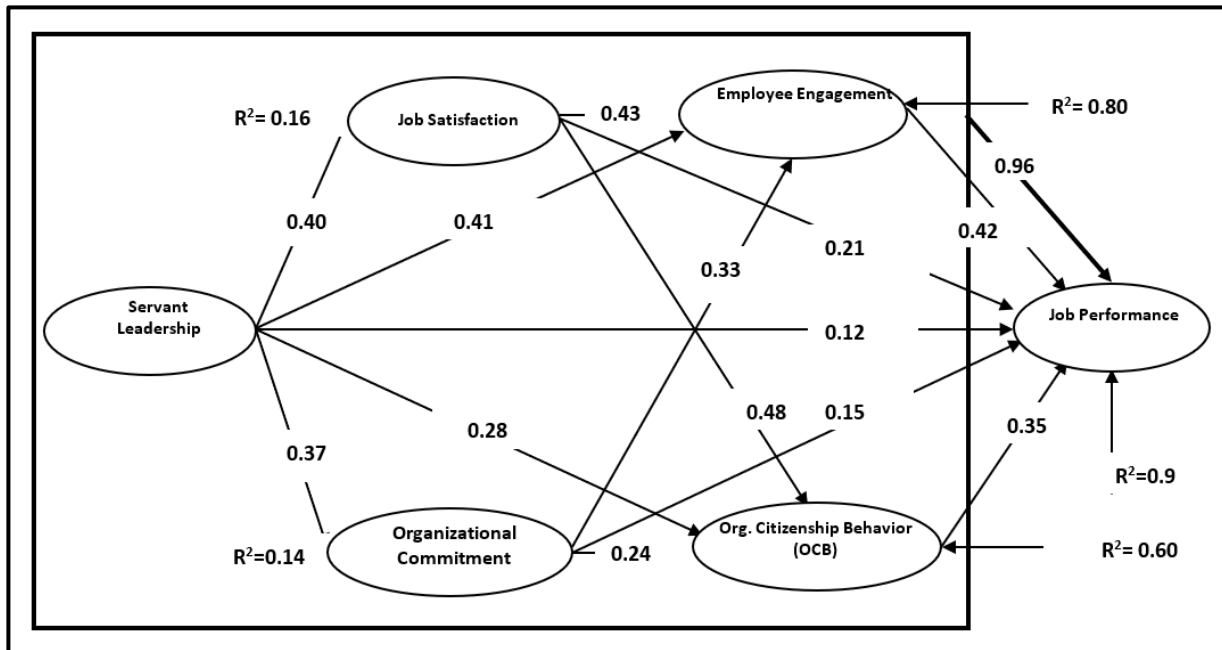 Employee Engagement
R²= 0.16
Job Satisfaction
0.43
R²= 0.80
0.96
0.40
0.41
0.21
0.42
0.33
Servant
Leadership
0.12
Job Performance
0.28
0.48
0.15
0.35
0.37
R²=0.9
R²=0.14
Organizational
Commitment
0.24
Org. Citizenship Behavior
(OCB)
R²= 0.60